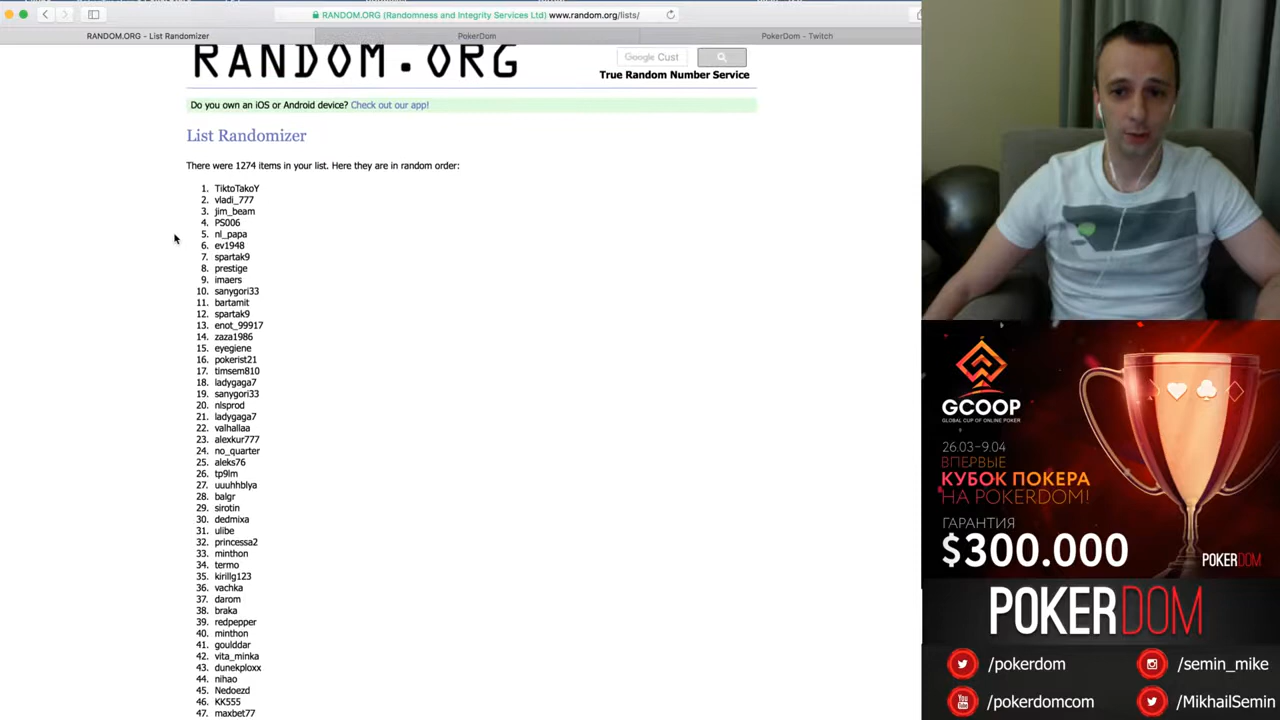 RANDOM.ORG (Randomness and Integrity Services Ltd) www.random.org/lists/
RANDOM.ORG - List Randomizer
PokerDom
PokerDom - Twitch
RANDOM.ORG
Google Cust
True Random Number Service
Do you own an iOS or Android device? Check out our app!
List Randomizer
There were 1274 items in your list. Here they are in random order:
1. TiktoTakoY
2. vladi_777
3. jim_beam
4. PS006
5. nl_papa
6. ev1948
7. spartak9
8. prestige
9. imaers
10. sanygori33
11. bartamit
12. spartak9
13. enot_99917
14. zaza1986
15. eyegiene
16. pokerist21
17. timsem810
18. ladygaga7
19. sanygori33
20. nlsprod
21. ladygaga7
22. valhallaa
23. alexkur777
24. no_quarter
25. aleks76
26. tp9lm
27. uuuhhblya
28. balgr
29. sirotin
30. dedmixa
31. ulibe
32. princessa2
33. minthon
34. termo
35. kirillg123
36. vachka
37. darom
38. braka
39. redpepper
40. minthon
41. goulddar
42. vita_minka
43. dunekploxx
44. nihao
45. Nedoezd
46. KK555
47. maxbet77
GCOOP
GLOBAL CUP OF ONLINE POKER
26.03-9.04
ВПЕРВЫЕ
КУБОК ПОКЕРА
НА POKERDOM!
ГАРАНТИЯ
$300.000
POKERDOM
POKERDOM
/pokerdom
/semin_mike
You Tube
/pokerdomcom
/MikhailSemin